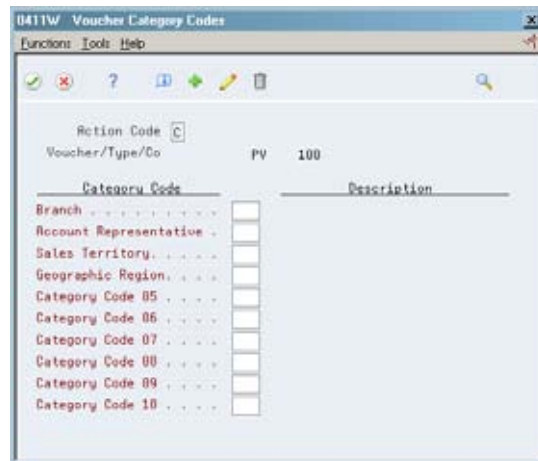 0411W Voucher Category Codes
Functions Tools Help
?
Action Code C
Voucher/Type/Co PV 100
Category Code Description
Branch . . . . . . . . .
Account Representative .
Sales Territory. . . . .
Geographic Region. . . .
Category Code 05 . . . .
Category Code 06 . . . .
Category Code 07 . . . .
Category Code 08 . . . .
Category Code 09 . . . .
Category Code 10 . . . .